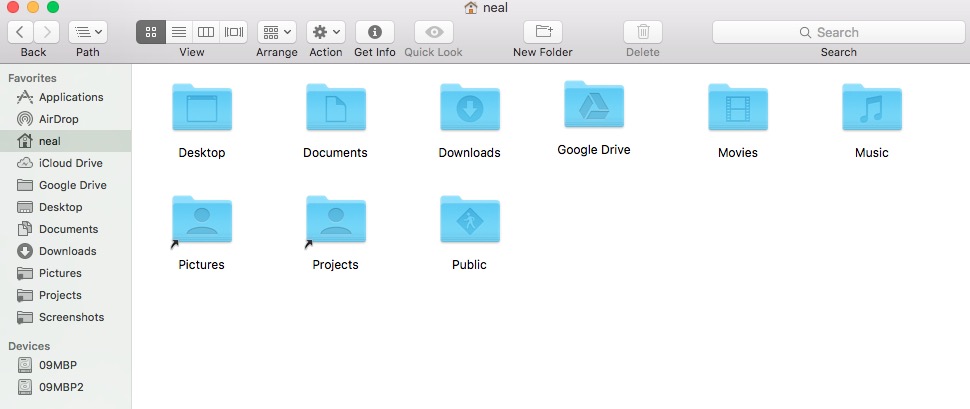 neal
Back Path View Arrange Action Get Info Quick Look New Folder Delete Search
Search
Favorites
Applications
AirDrop
neal
iCloud Drive
Google Drive
Desktop
Documents
Downloads
Pictures
Projects
Screenshots
Devices
09MBP
09MBP2
Desktop Documents Downloads Google Drive Movies Music
Pictures Projects Public